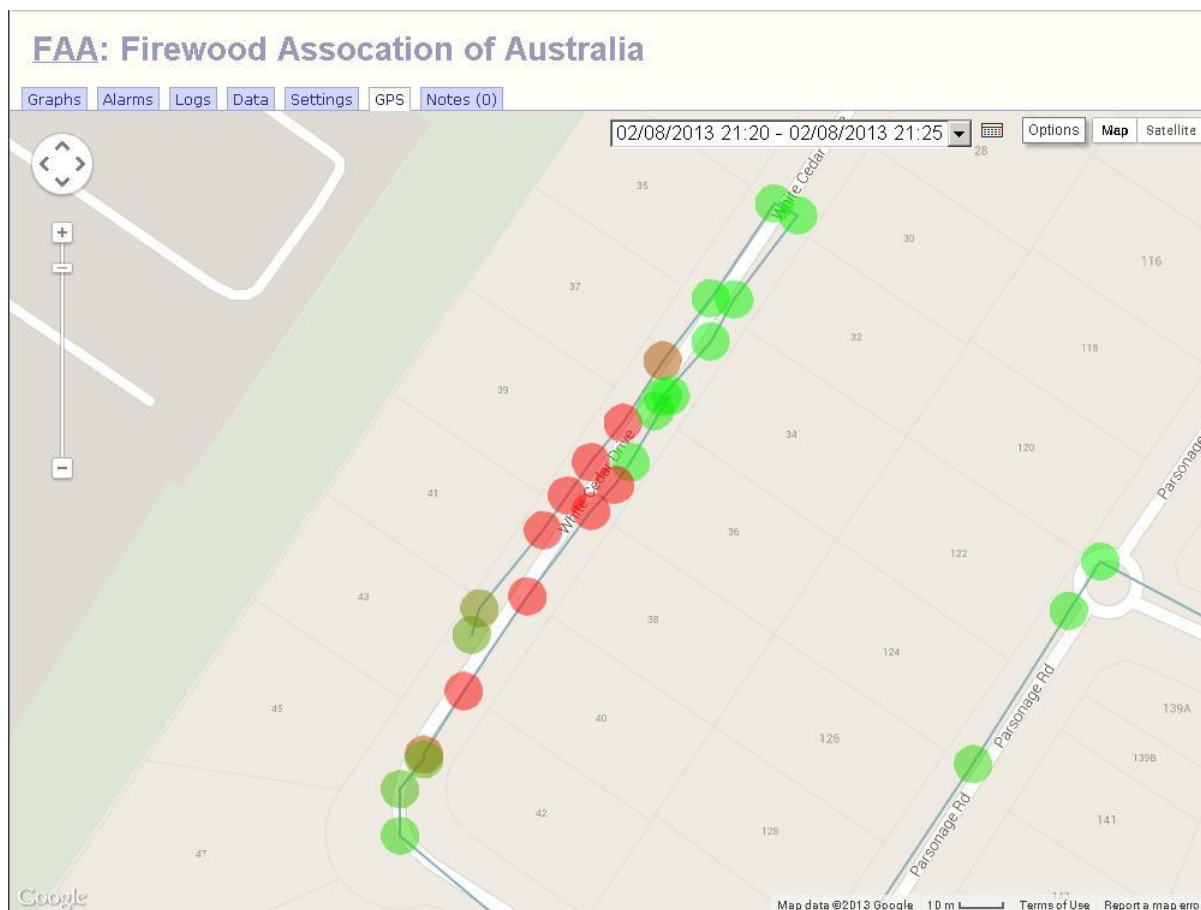 FAA: Firewood Assocation of Australia
Graphs Alarms Logs Data Settings GPS Notes (0)
02/08/2013 21:20 - 02/08/2013 21:25
Options Map Satellite
White Cedar
28
35
30
116
37
32
118
39
34
120
Parsonage
White Cedar Drive
41
36
122
43
38
124
Parsonage Rd
45
40
126
139A
139B
Parsonage Rd
42
128
141
47
Google
Map data ©2013 Google 10 m Terms of Use Report a map erro